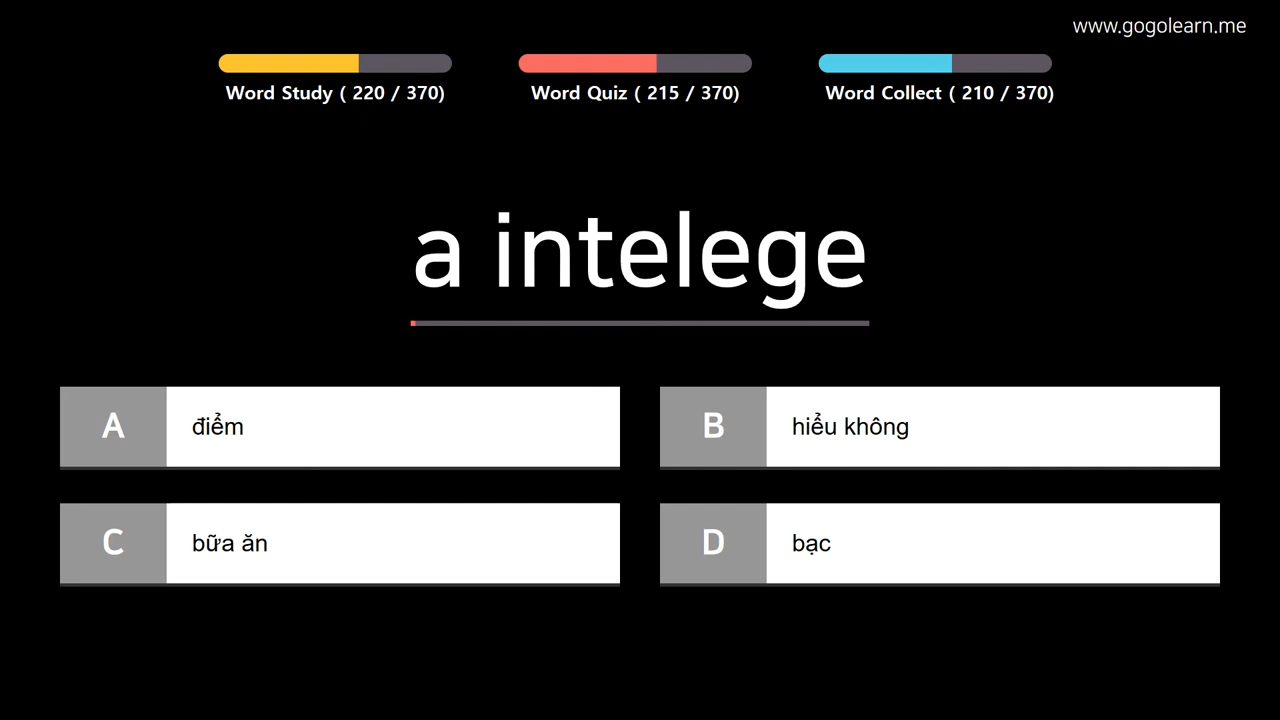 www.gogolearn.me
Word Study ( 220 / 370)
Word Quiz ( 215 / 370)
Word Collect ( 210 / 370)
a intelege
A điểm
B hiểu không
C bữa ăn
D bạc